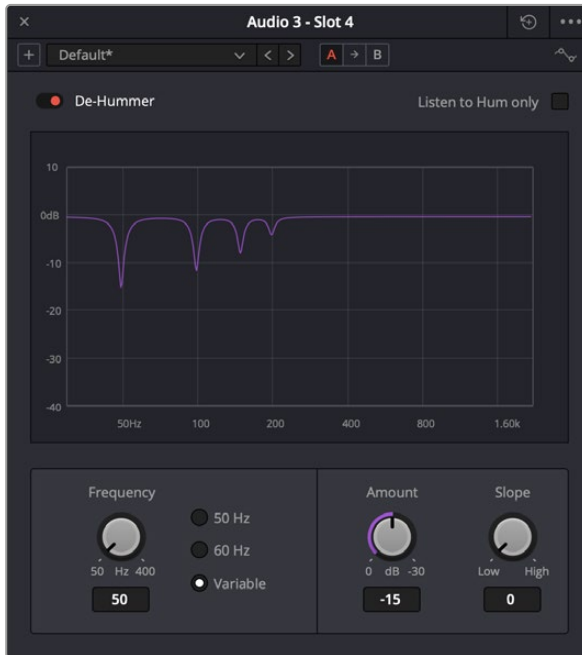 Audio 3 - Slot 4
Default*
A
B
De-Hummer
Listen to Hum only
10
0dB
-10
-20
-30
-40
50Hz 100 200 400 800 1.60k
Frequency
50 Hz 400
50
50 Hz
60 Hz
Variable
Amount
0 dB -30
-15
Slope
Low High
0